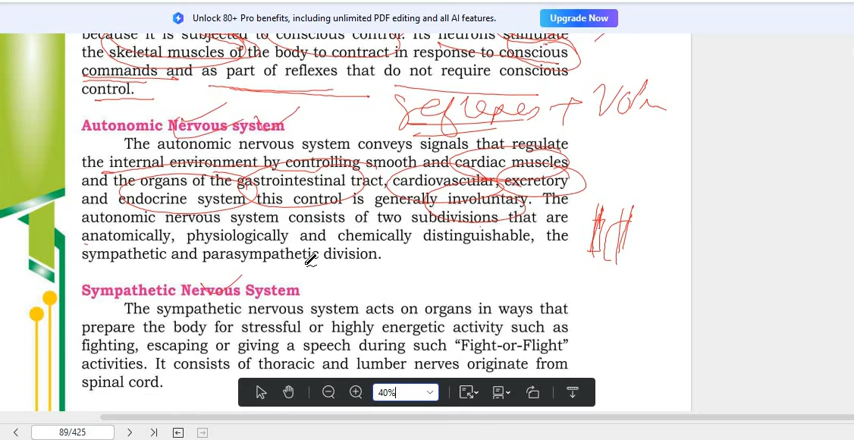 Unlock 80+ Pro benefits, including unlimited PDF editing and all AI features.
Upgrade Now
because it is subjected to conscious control. Its neurons stimulate
the skeletal muscles of the body to contract in response to conscious
commands and as part of reflexes that do not require conscious
control.
reflexes + Volu
Autonomic Nervous system
The autonomic nervous system conveys signals that regulate
the internal environment by controlling smooth and cardiac muscles
and the organs of the gastrointestinal tract, cardiovascular, excretory
and endocrine system this control is generally involuntary. The
autonomic nervous system consists of two subdivisions that are
anatomically, physiologically and chemically distinguishable, the
sympathetic and parasympathetic division.
Sympathetic Nervous System
The sympathetic nervous system acts on organs in ways that
prepare the body for stressful or highly energetic activity such as
fighting, escaping or giving a speech during such “Fight-or-Flight”
activities. It consists of thoracic and lumber nerves originate from
spinal cord.
40%
89/425